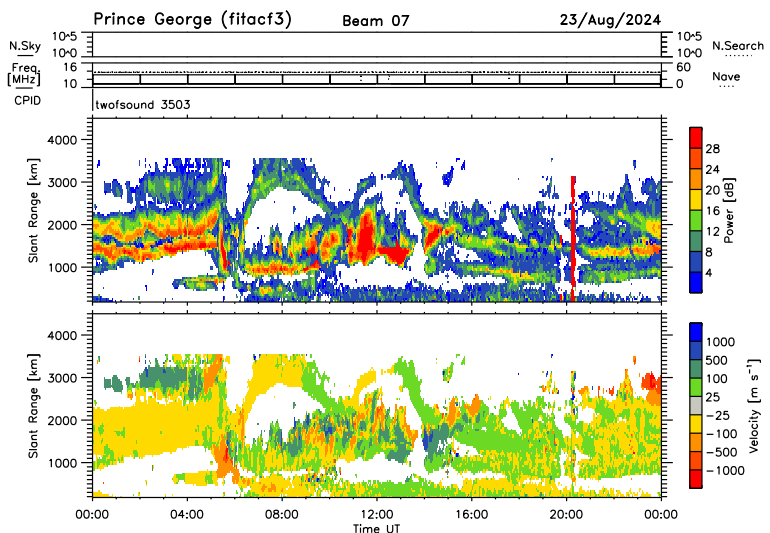 Prince George (fitacf3) Beam 07 23/Aug/2024
N.Sky 10^5 10^0 10^5 10^0 N.Search
Freq. [MHz] 16 10 60 0 Nave
CPID twofsound 3503
Slant Range [km] 4000 3000 2000 1000
28 24 20 16 12 8 4 Power [dB]
Slant Range [km] 4000 3000 2000 1000
1000 500 100 25 −25 −100 −500 −1000 Velocity [m s⁻¹]
00:00 04:00 08:00 12:00 16:00 20:00 00:00
Time UT